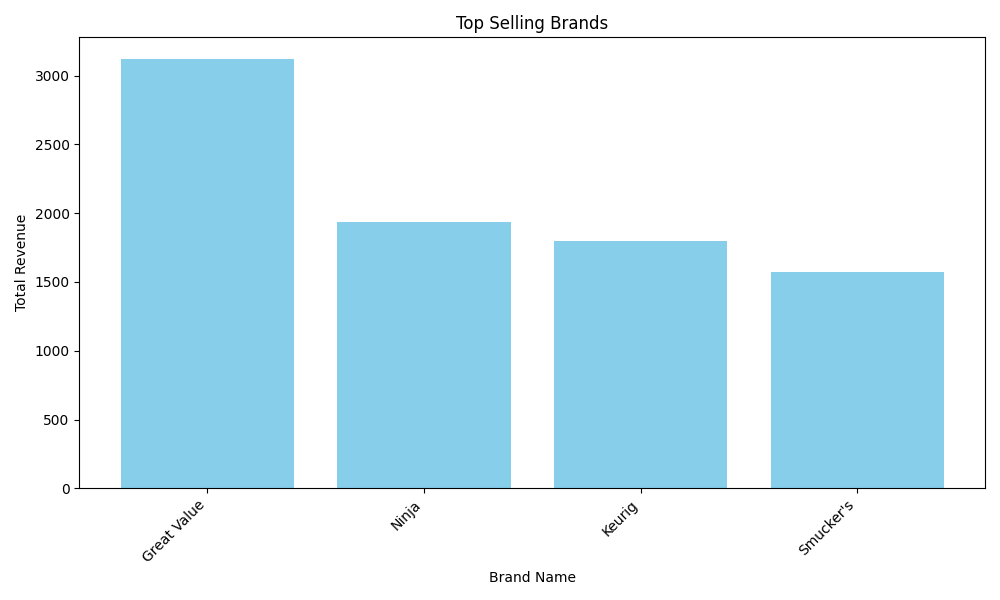 Top Selling Brands
Total Revenue
3000
2500
2000
1500
1000
500
0
Great Value
Ninja
Keurig
Smucker's
Brand Name